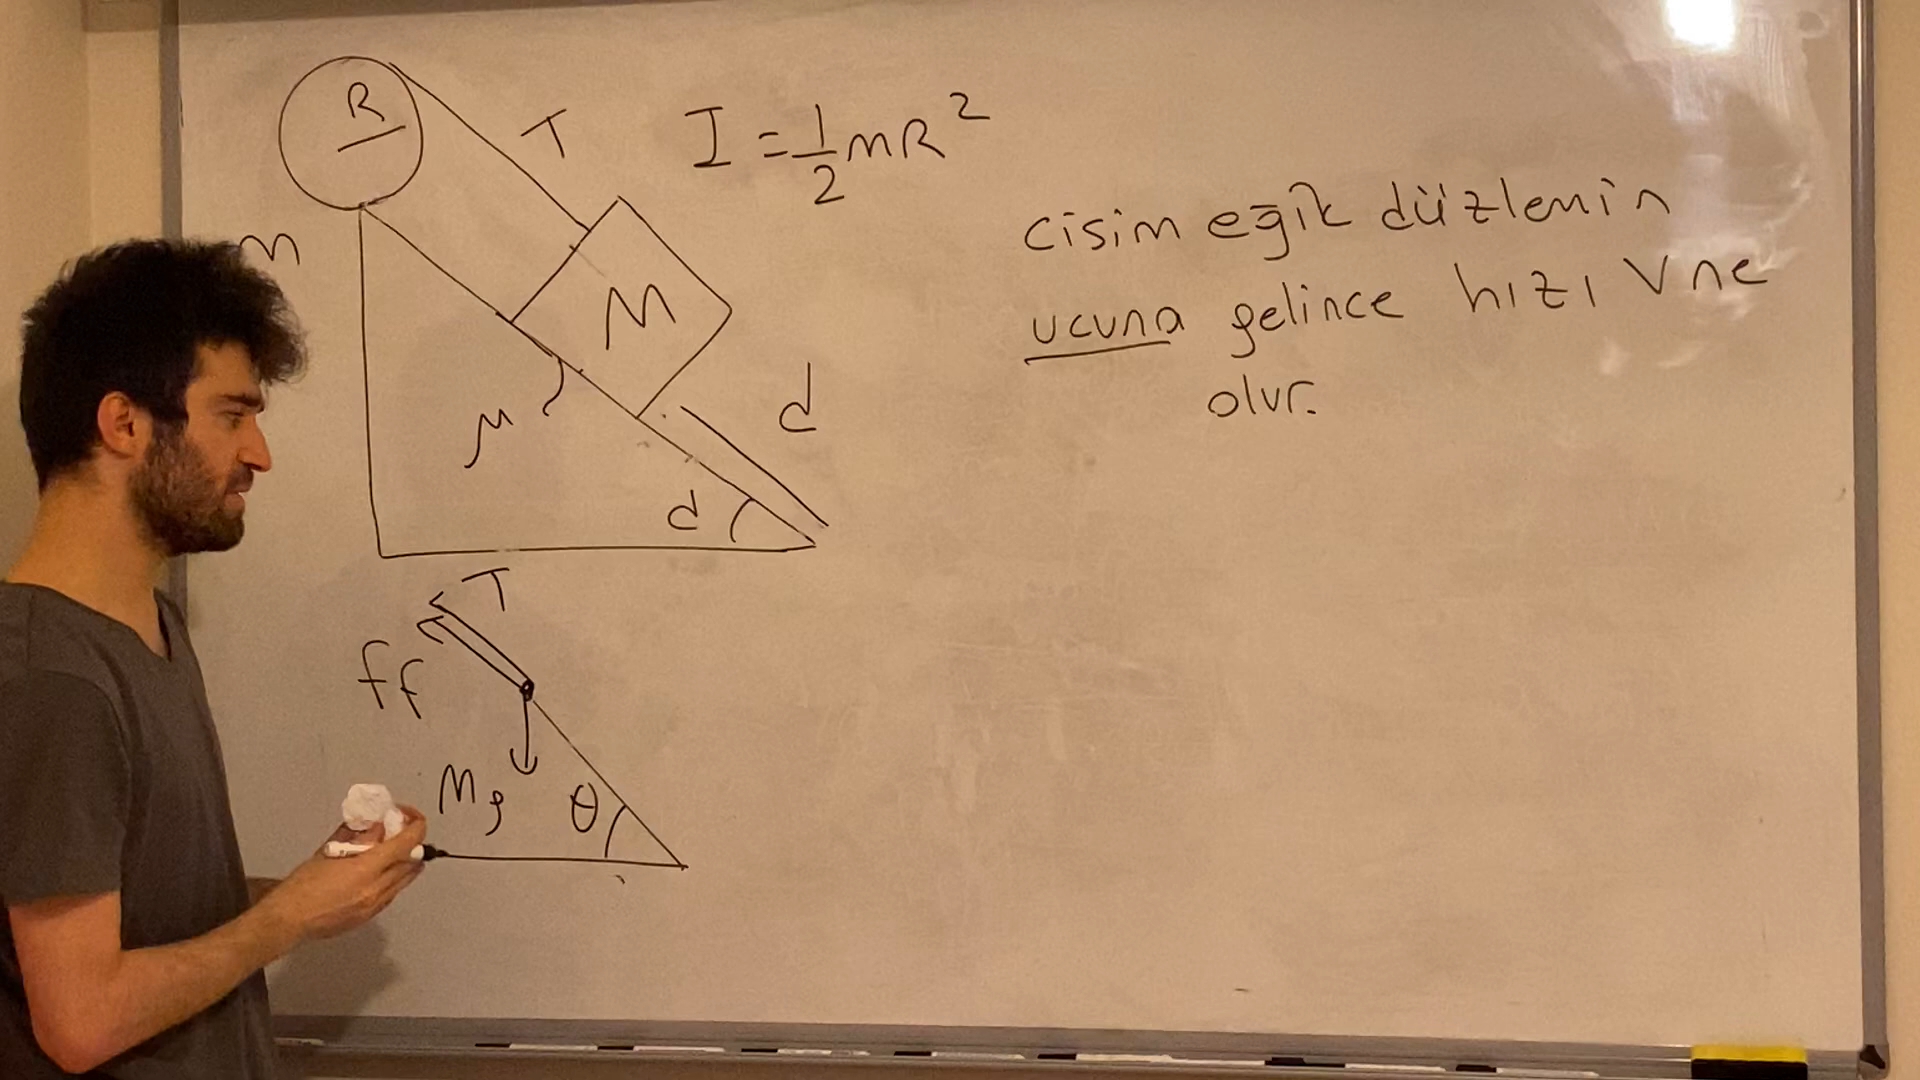 R
T
I = 1/2 mR²
m
M
μ
d
d
cisim eğik düzlemin
ucuna gelince hızı V ne
olur.
T
ff
Mg
θ